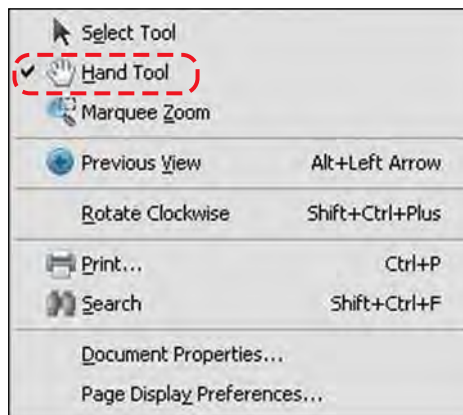 Select Tool
Hand Tool
Marquee Zoom
Previous View Alt+Left Arrow
Rotate Clockwise Shift+Ctrl+Plus
Print... Ctrl+P
Search Shift+Ctrl+F
Document Properties...
Page Display Preferences...